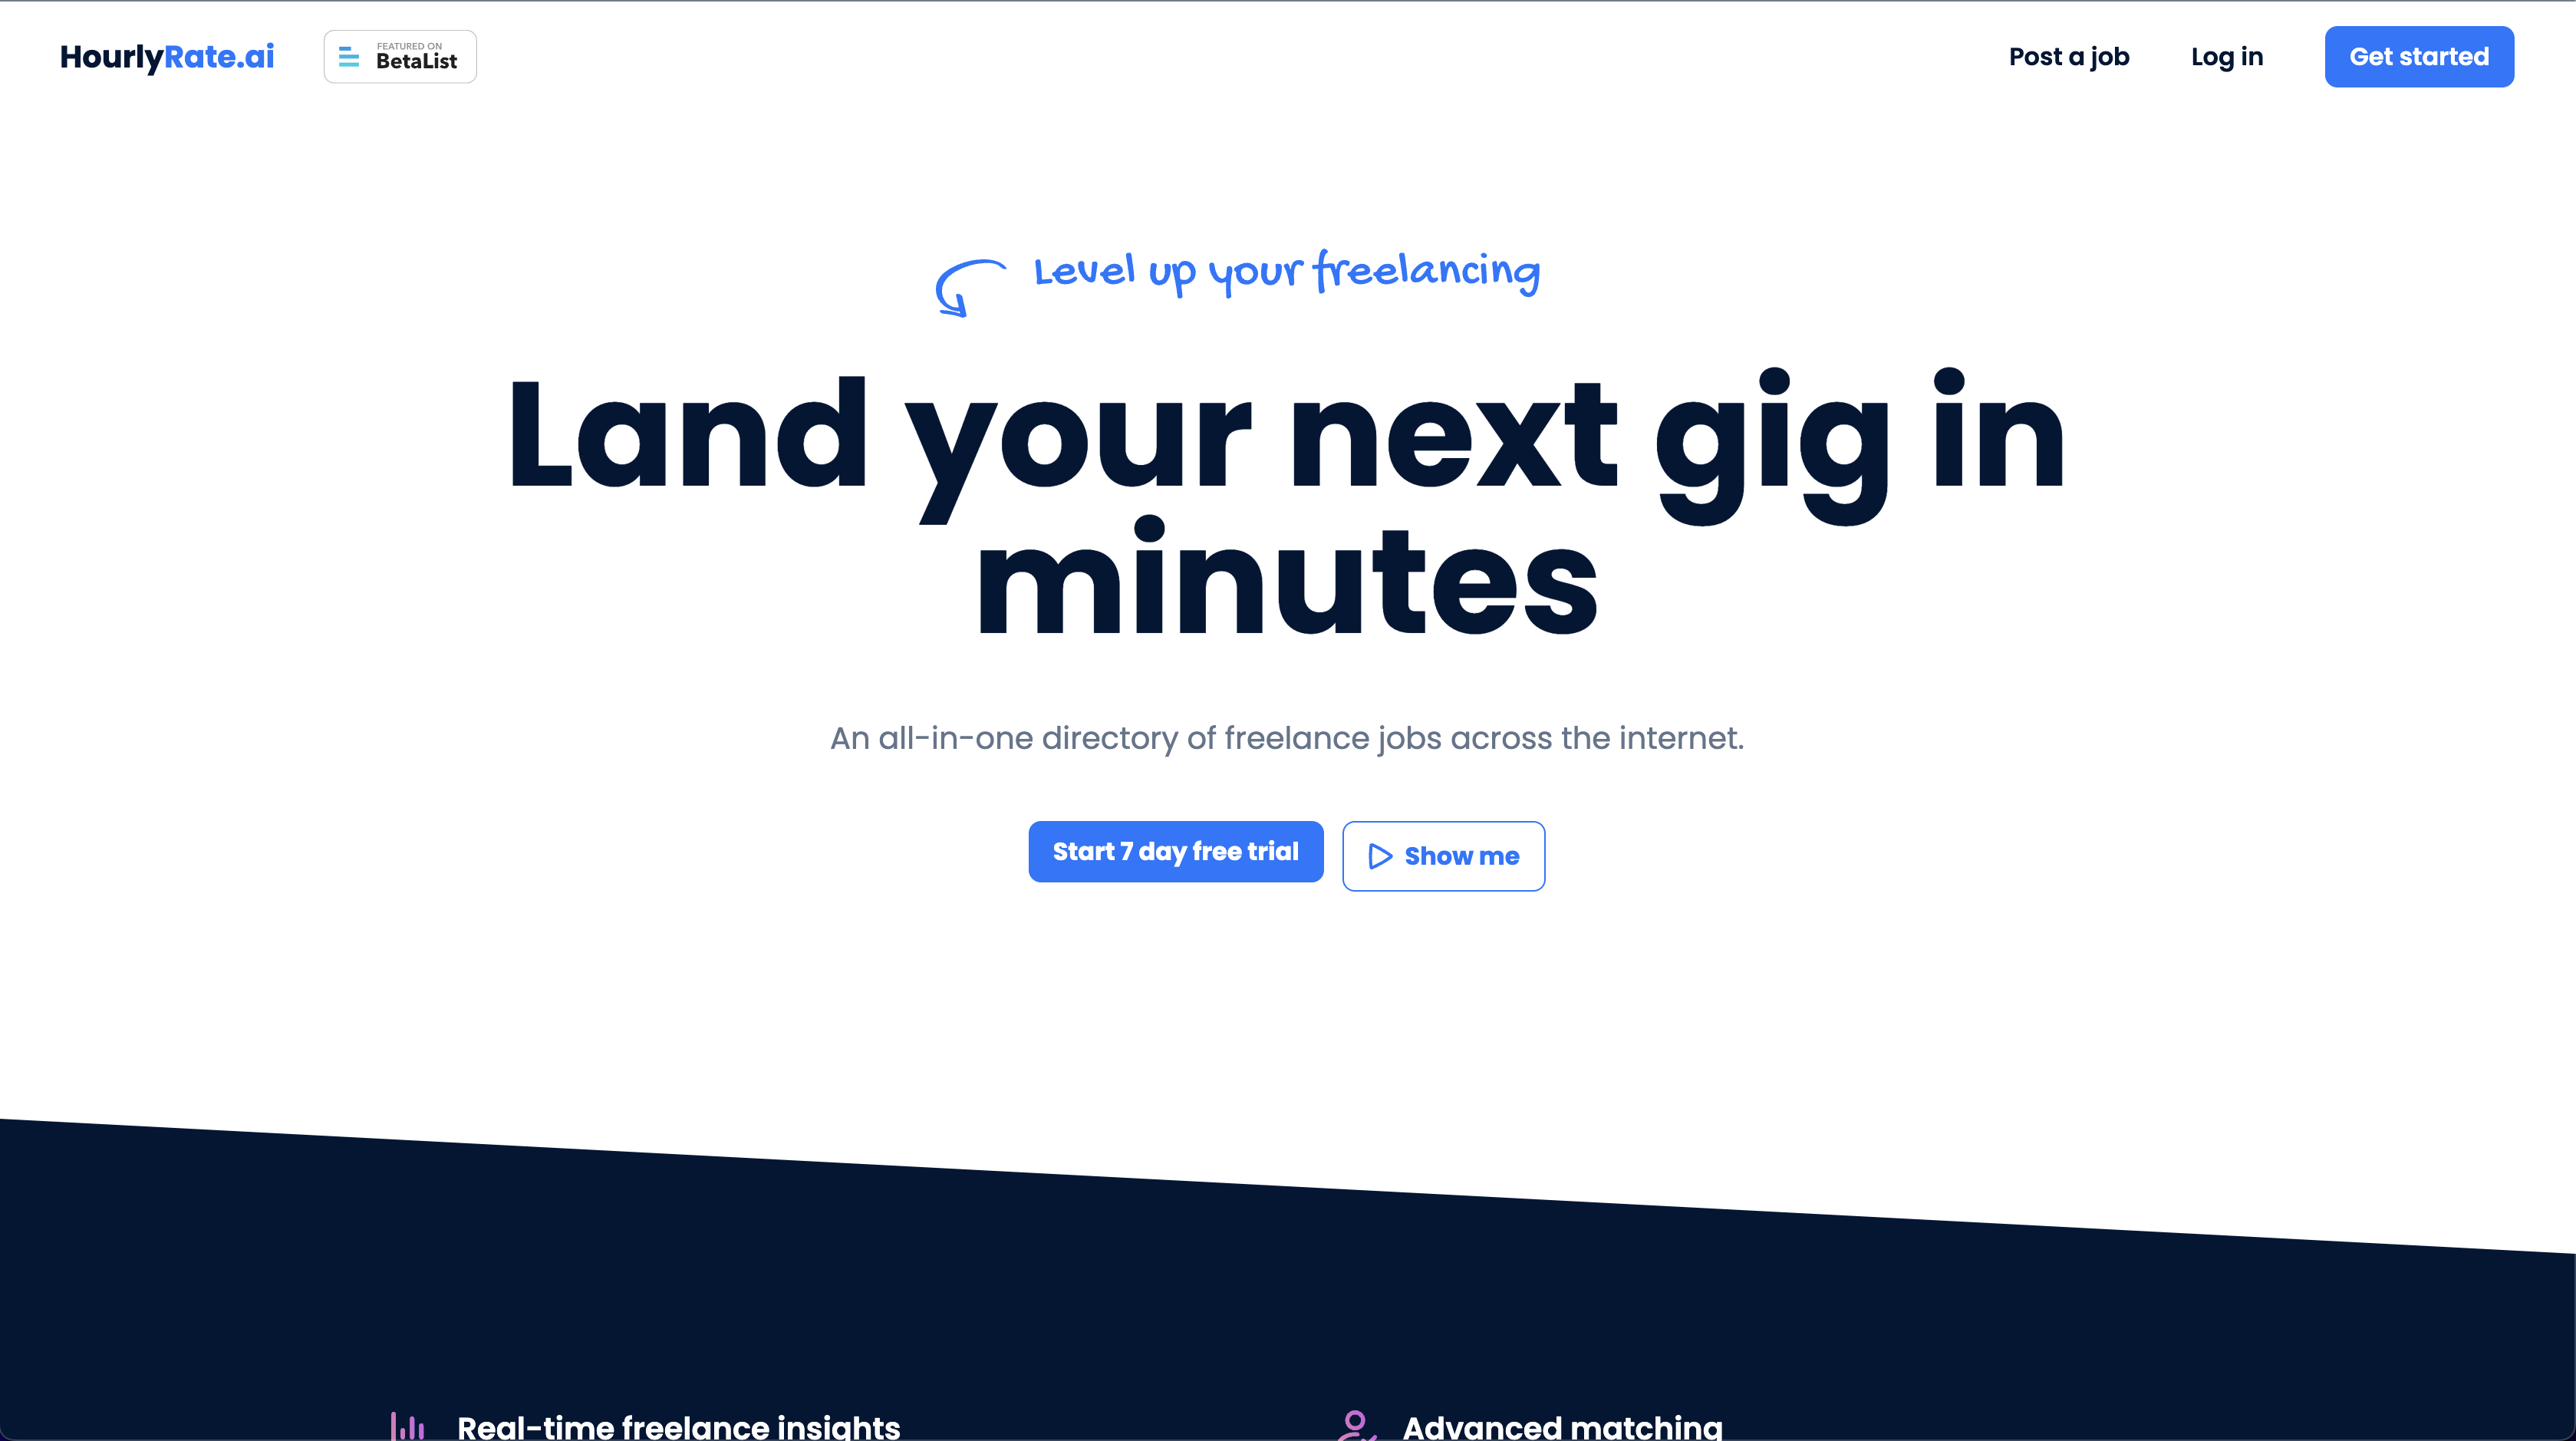 HourlyRate.ai
FEATURED ON
BetaList
Post a job
Log in
Get started
Level up your freelancing
Land your next gig in
minutes
An all-in-one directory of freelance jobs across the internet.
Start 7 day free trial
Show me
Real-time freelance insights
Advanced matching